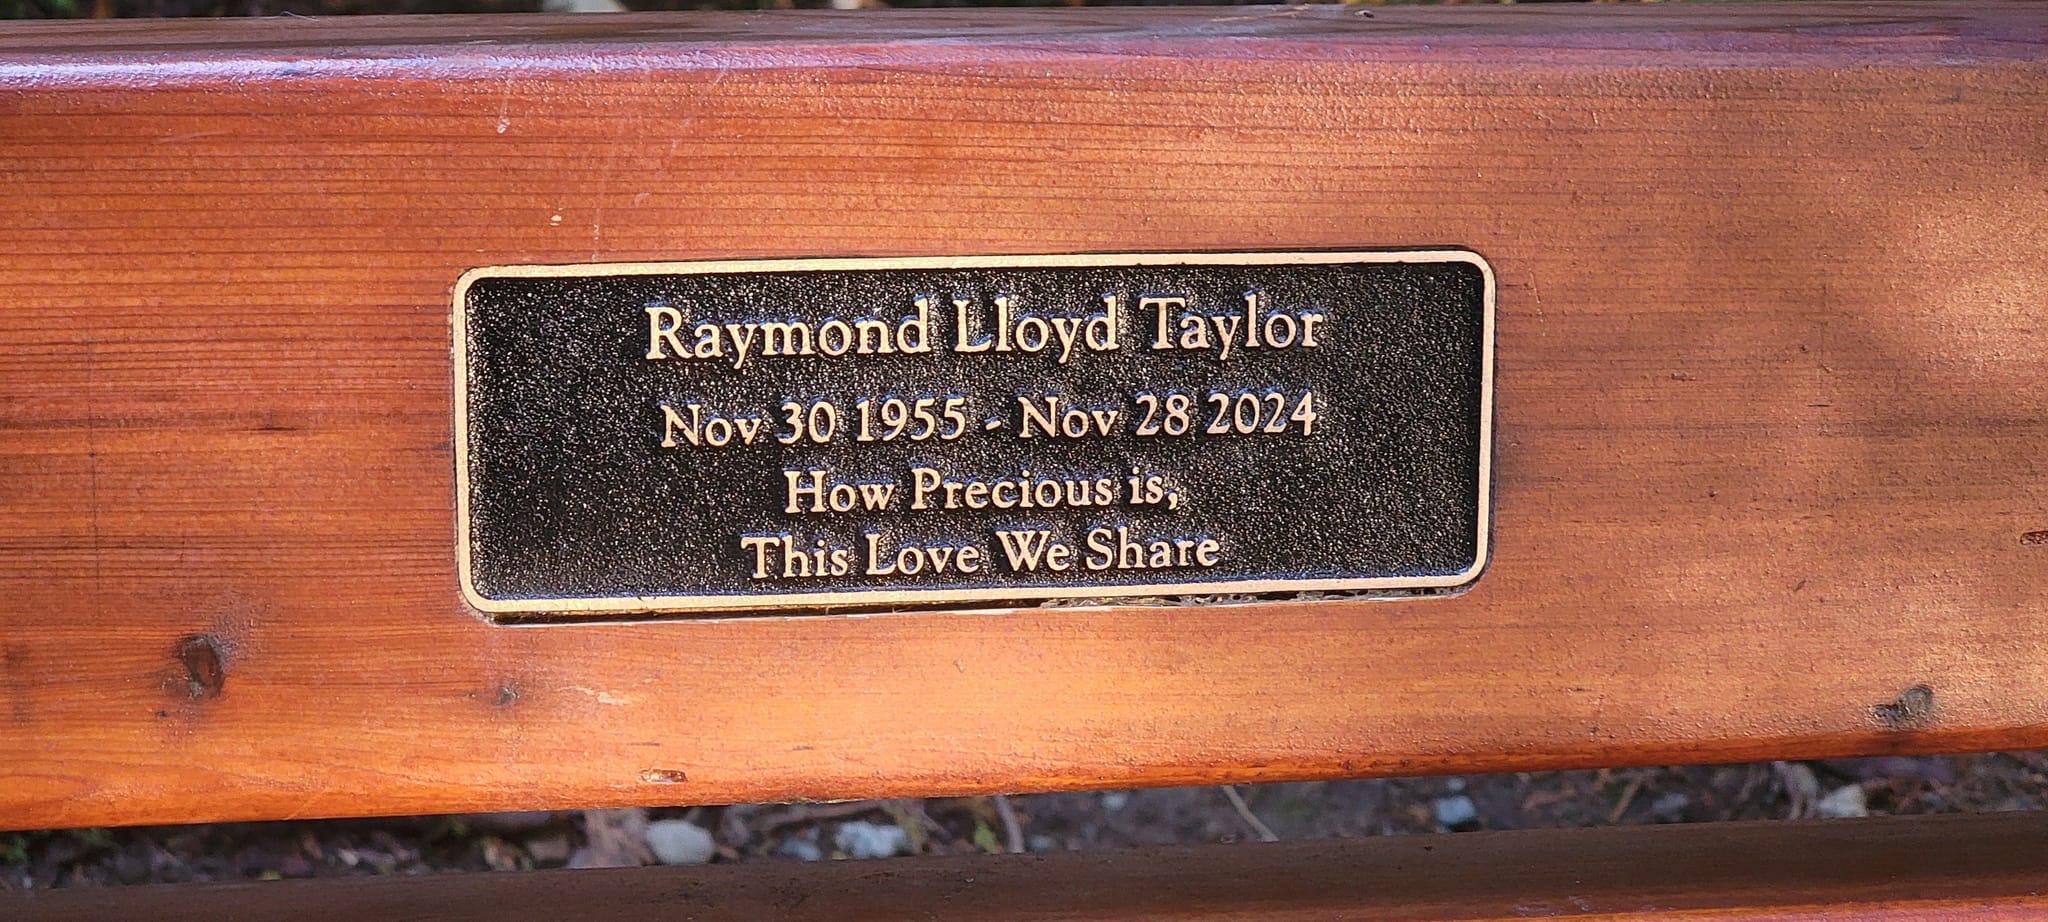 Raymond Lloyd Taylor
Nov 30 1955 - Nov 28 2024
How Precious is,
This Love We Share